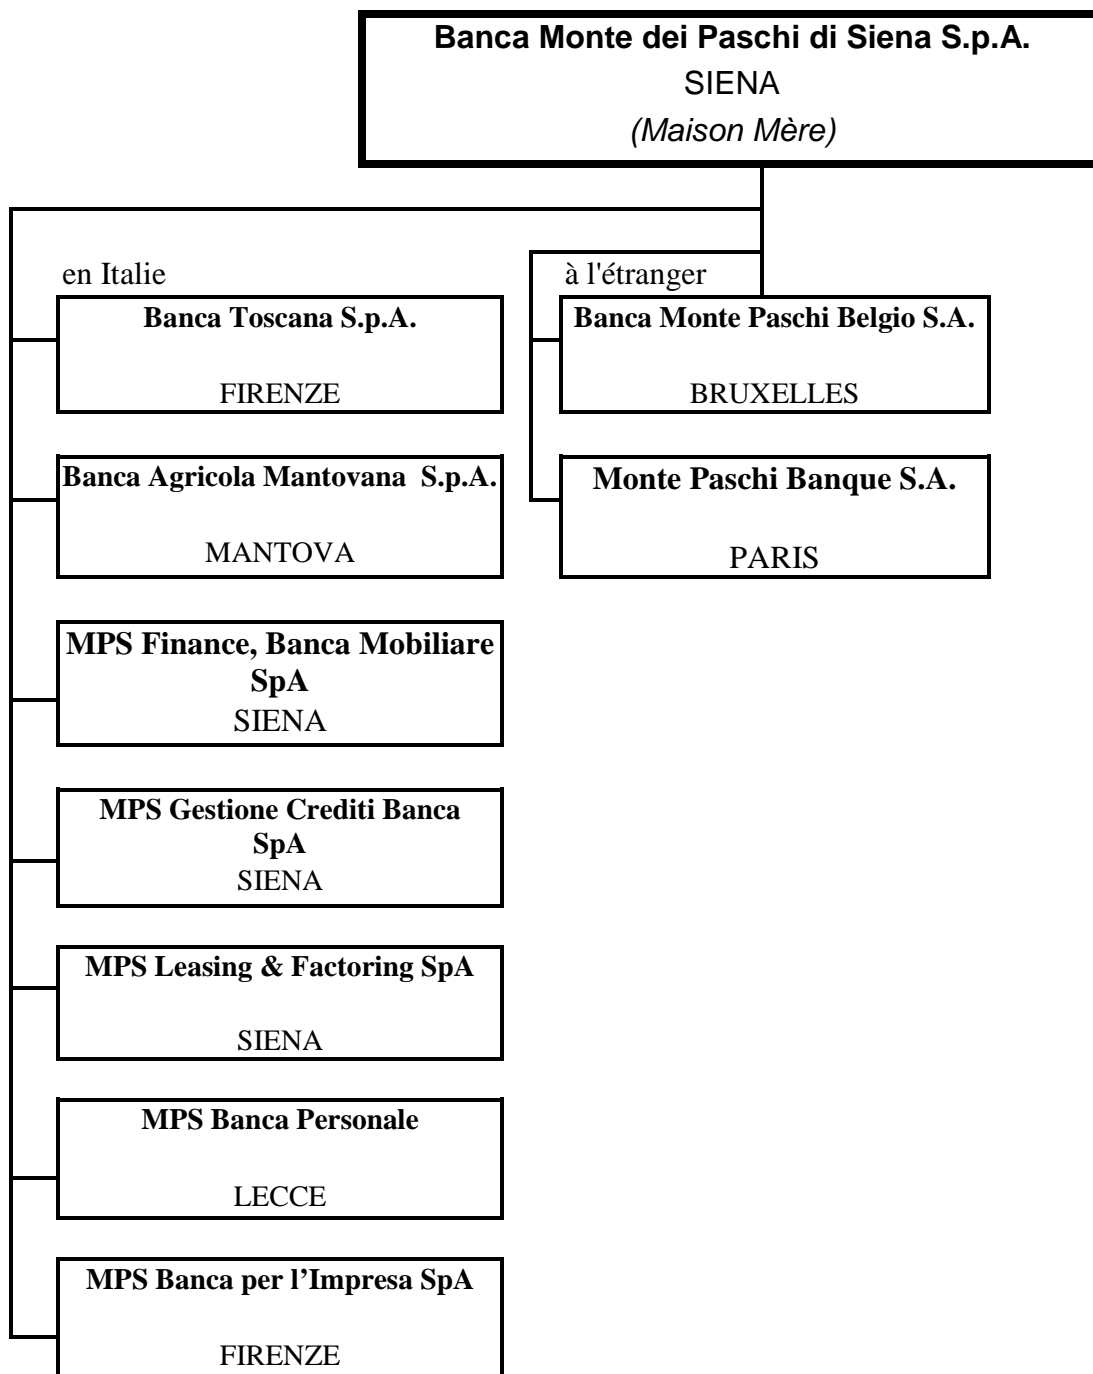 Banca Monte dei Paschi di Siena S.p.A.
SIENA
(Maison Mère)
en Italie
Banca Toscana S.p.A.
FIRENZE
Banca Agricola Mantovana S.p.A.
MANTOVA
MPS Finance, Banca Mobiliare
SpA
SIENA
MPS Gestione Crediti Banca
SpA
SIENA
MPS Leasing & Factoring SpA
SIENA
MPS Banca Personale
LECCE
MPS Banca per l’Impresa SpA
FIRENZE
à l'étranger
Banca Monte Paschi Belgio S.A.
BRUXELLES
Monte Paschi Banque S.A.
PARIS